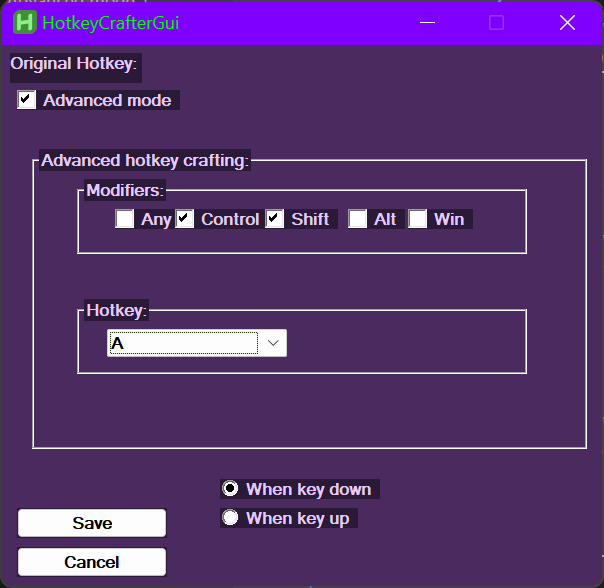 HotkeyCrafterGui
Original Hotkey:
Advanced mode
Advanced hotkey crafting:
Modifiers:
Any Control Shift Alt Win
Hotkey:
A
When key down
When key up
Save
Cancel